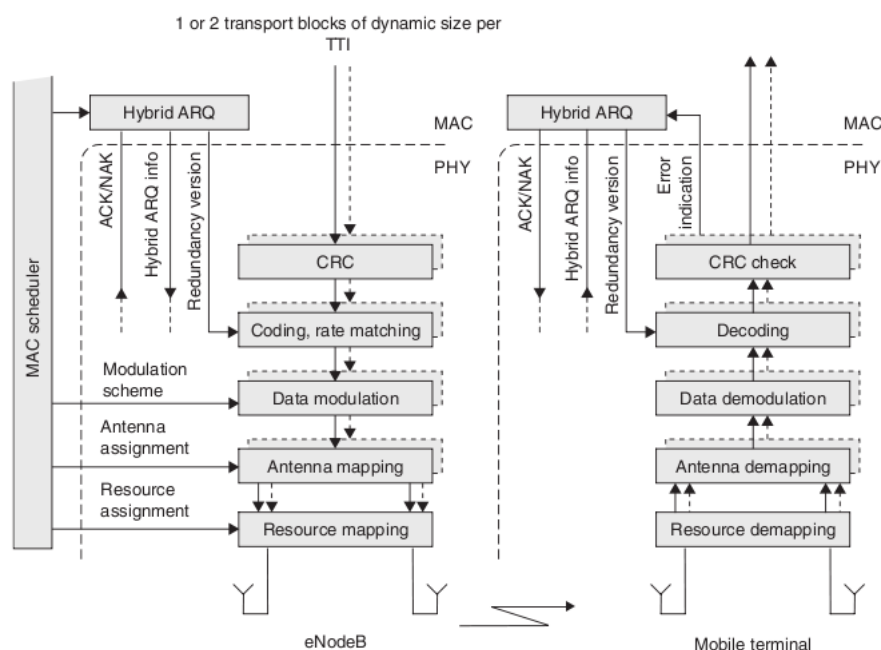 1 or 2 transport blocks of dynamic size per
TTI
Hybrid ARQ
MAC
PHY
ACK/NAK
Hybrid ARQ info
Redundancy version
CRC
Coding, rate matching
Data modulation
Antenna mapping
Resource mapping
MAC scheduler
Modulation
scheme
Antenna
assignment
Resource
assignment
eNodeB
Hybrid ARQ
MAC
PHY
ACK/NAK
Hybrid ARQ info
Redundancy version
Error
indication
CRC check
Decoding
Data demodulation
Antenna demapping
Resource demapping
Mobile terminal